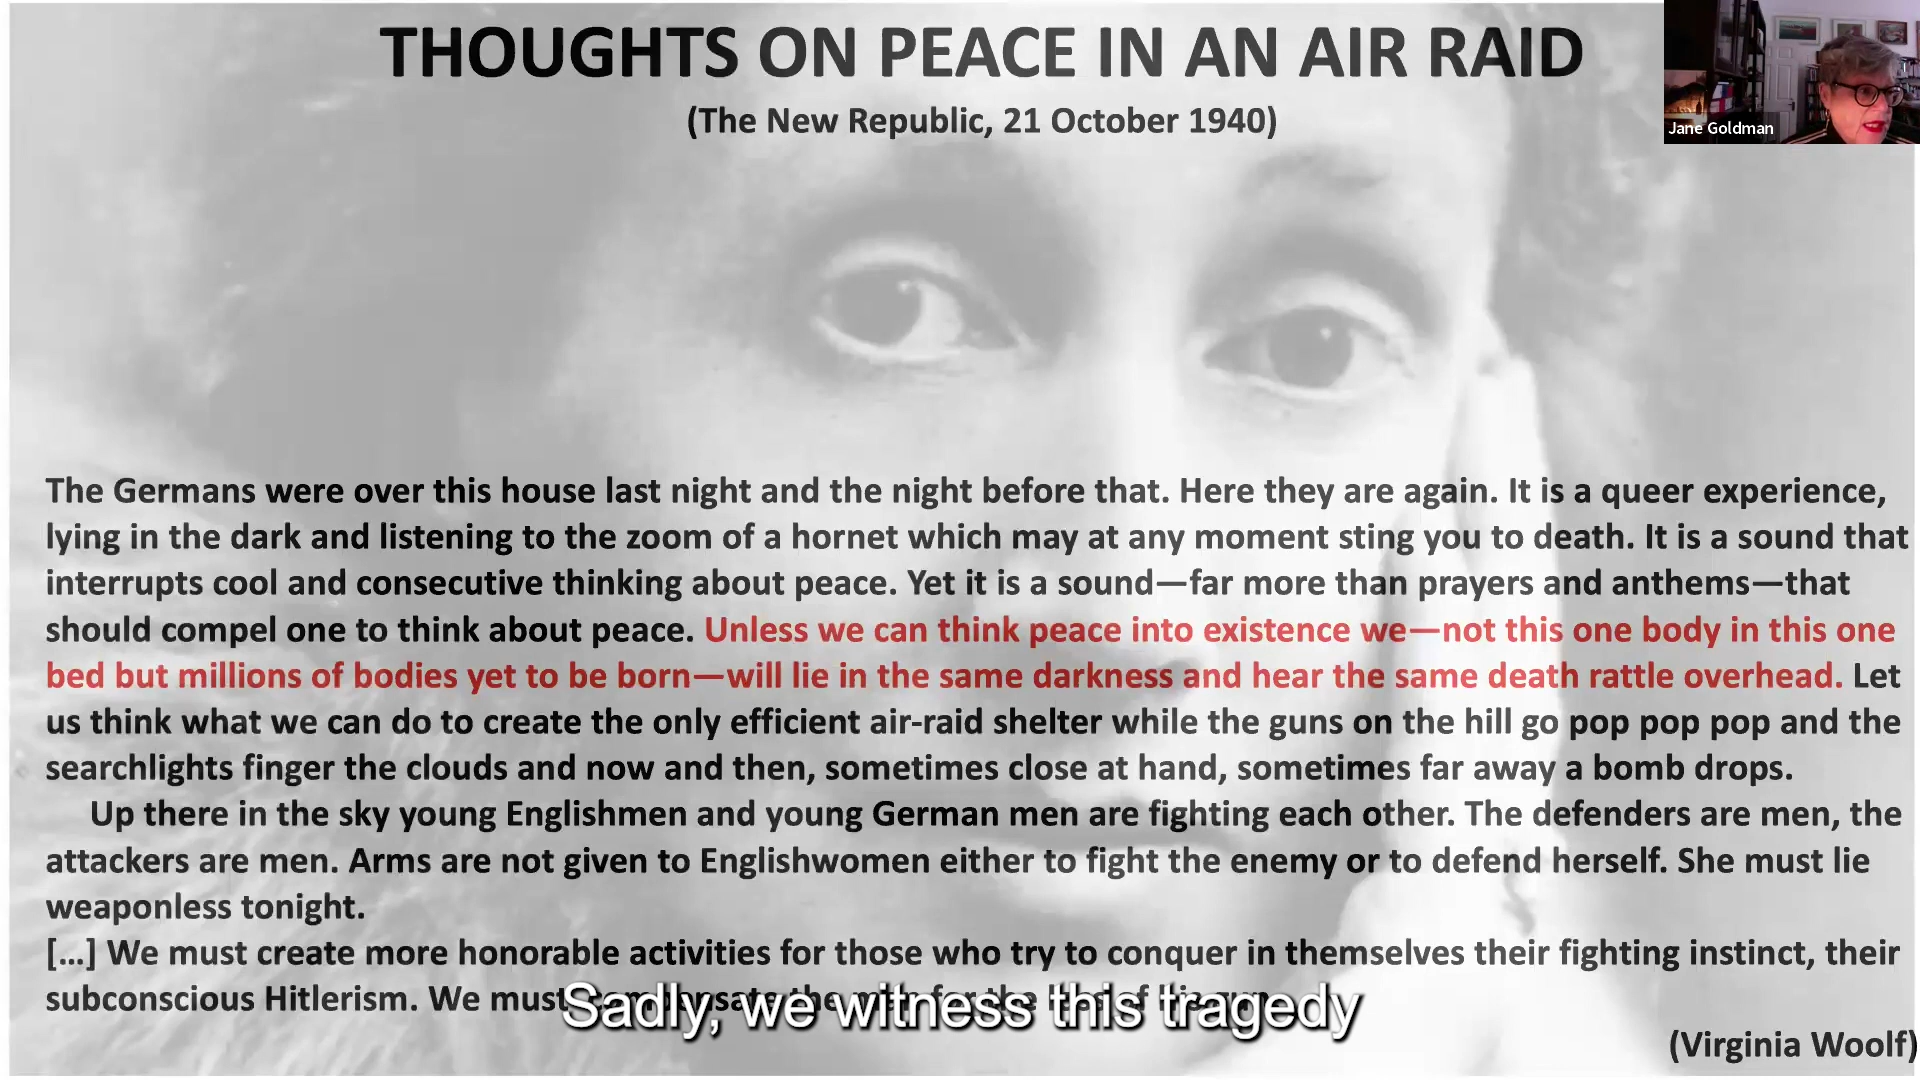 THOUGHTS ON PEACE IN AN AIR RAID
(The New Republic, 21 October 1940)
Jane Goldman
The Germans were over this house last night and the night before that. Here they are again. It is a queer experience,
lying in the dark and listening to the zoom of a hornet which may at any moment sting you to death. It is a sound that
interrupts cool and consecutive thinking about peace. Yet it is a sound—far more than prayers and anthems—that
should compel one to think about peace. Unless we can think peace into existence we—not this one body in this one
bed but millions of bodies yet to be born—will lie in the same darkness and hear the same death rattle overhead. Let
us think what we can do to create the only efficient air-raid shelter while the guns on the hill go pop pop pop and the
searchlights finger the clouds and now and then, sometimes close at hand, sometimes far away a bomb drops.
Up there in the sky young Englishmen and young German men are fighting each other. The defenders are men, the
attackers are men. Arms are not given to Englishwomen either to fight the enemy or to defend herself. She must lie
weaponless tonight.
[…] We must create more honorable activities for those who try to conquer in themselves their fighting instinct, their
subconscious Hitlerism. We must compensate the man for the loss of his gun.
Sadly, we witness this tragedy
(Virginia Woolf)